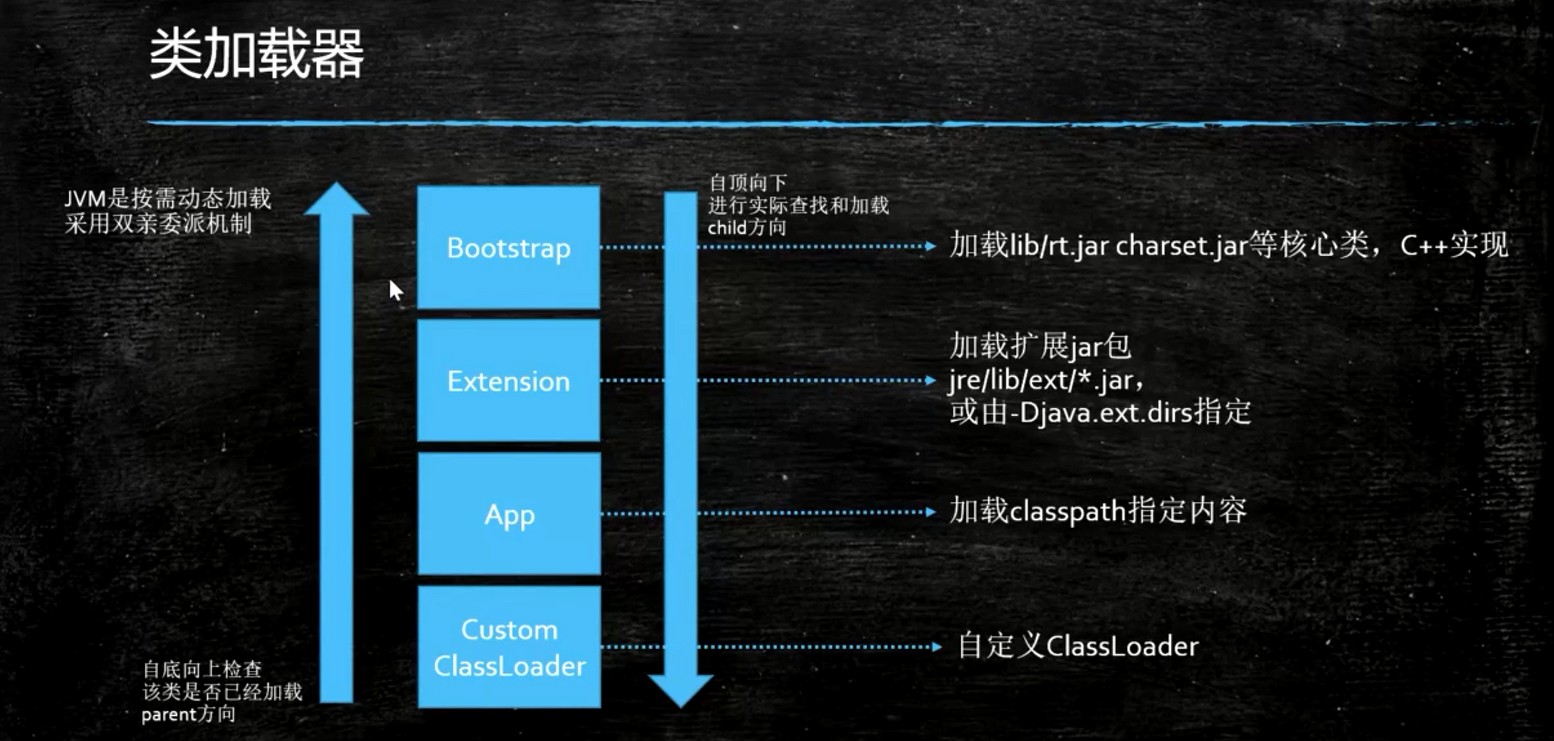 类加载器
JVM是按需动态加载
采用双亲委派机制
自底向上检查
该类是否已经加载
parent方向
Bootstrap
Extension
App
Custom
ClassLoader
自顶向下
进行实际查找和加载
child方向
加载lib/rt.jar charset.jar等核心类，C++实现
加载扩展jar包
jre/lib/ext/*.jar，
或由-Djava.ext.dirs指定
加载classpath指定内容
自定义ClassLoader